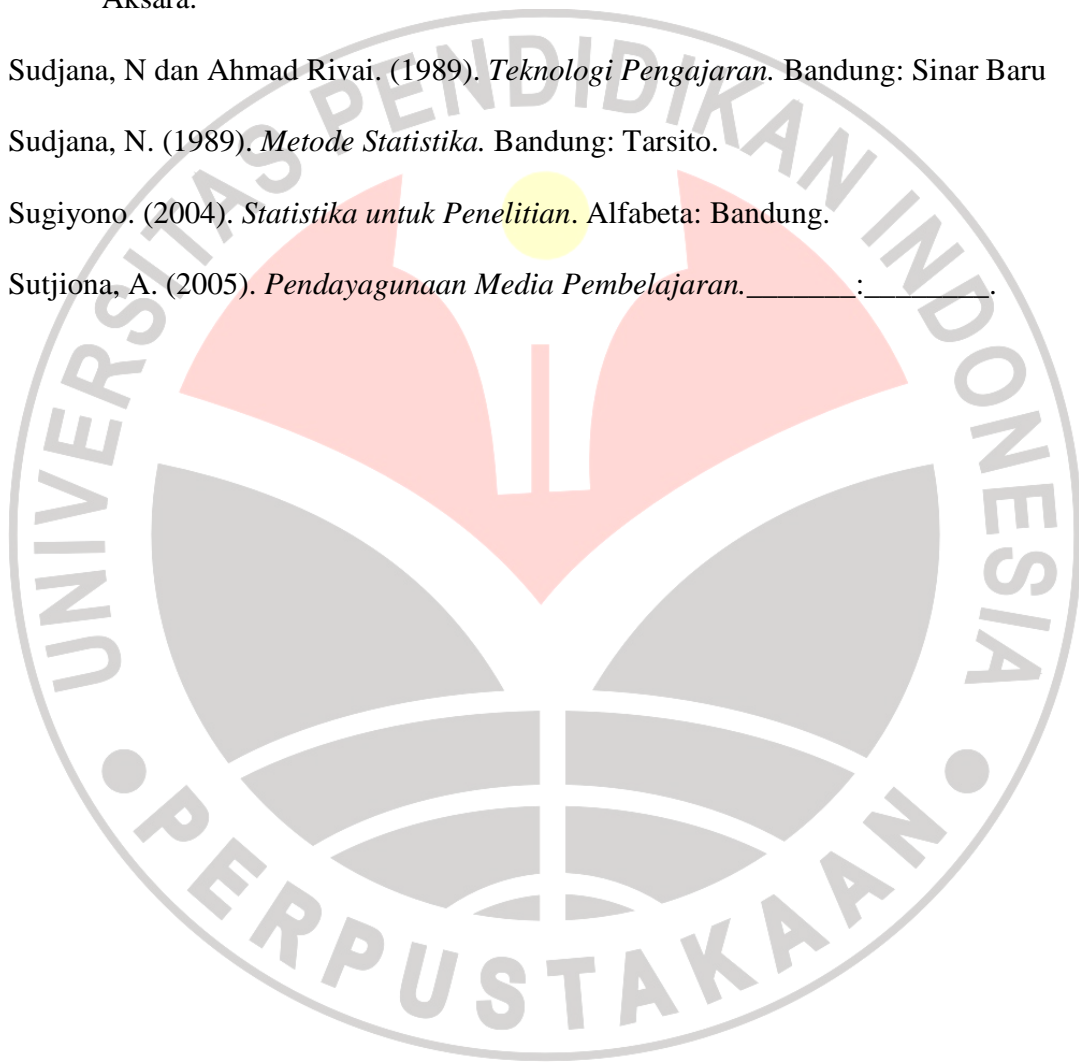 Aksara.
Sudjana, N dan Ahmad Rivai. (1989). Teknologi Pengajaran. Bandung: Sinar Baru
Sudjana, N. (1989). Metode Statistika. Bandung: Tarsito.
Sugiyono. (2004). Statistika untuk Penelitian. Alfabeta: Bandung.
Sutjiona, A. (2005). Pendayagunaan Media Pembelajaran._______:________.
UNIVERSITAS PENDIDIKAN INDONESIA
PERPUSTAKAAN